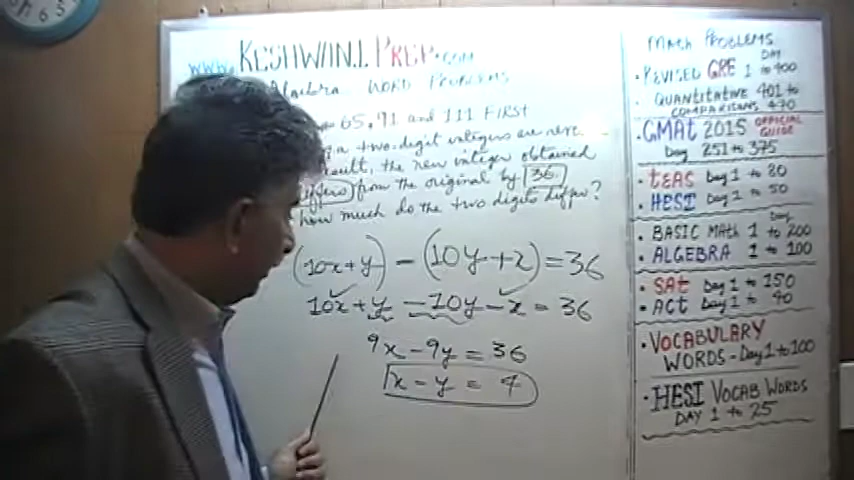 www. KESHWANI PREP.COM
Algebra WORD PROBLEMS
65, 91 and 111 FIRST
a two-digit integers are reve
sult, the new integer obtained
differs from the original by 36.
how much do the two digits differ?
(10x+y) - (10y+x) = 36
10x + y - 10y - x = 36
9x - 9y = 36
x - y = 4
MATH PROBLEMS
DAY
• REVISED GRE 1 to 400
• QUANTITATIVE 401 to
COMPARISONS 470
• GMAT 2015 OFFICIAL GUIDE
Day 251 to 375
• TEAS Day 1 to 80
• HESI Day 1 to 50
Day
• BASIC MATH 1 to 200
• ALGEBRA 1 to 100
• SAt Day 1 to 150
• ACT Day 1 to 40
• VOCABULARY
WORDS - Day 1 to 100
• HESI VOCAB WORDS
DAY 1 to 25